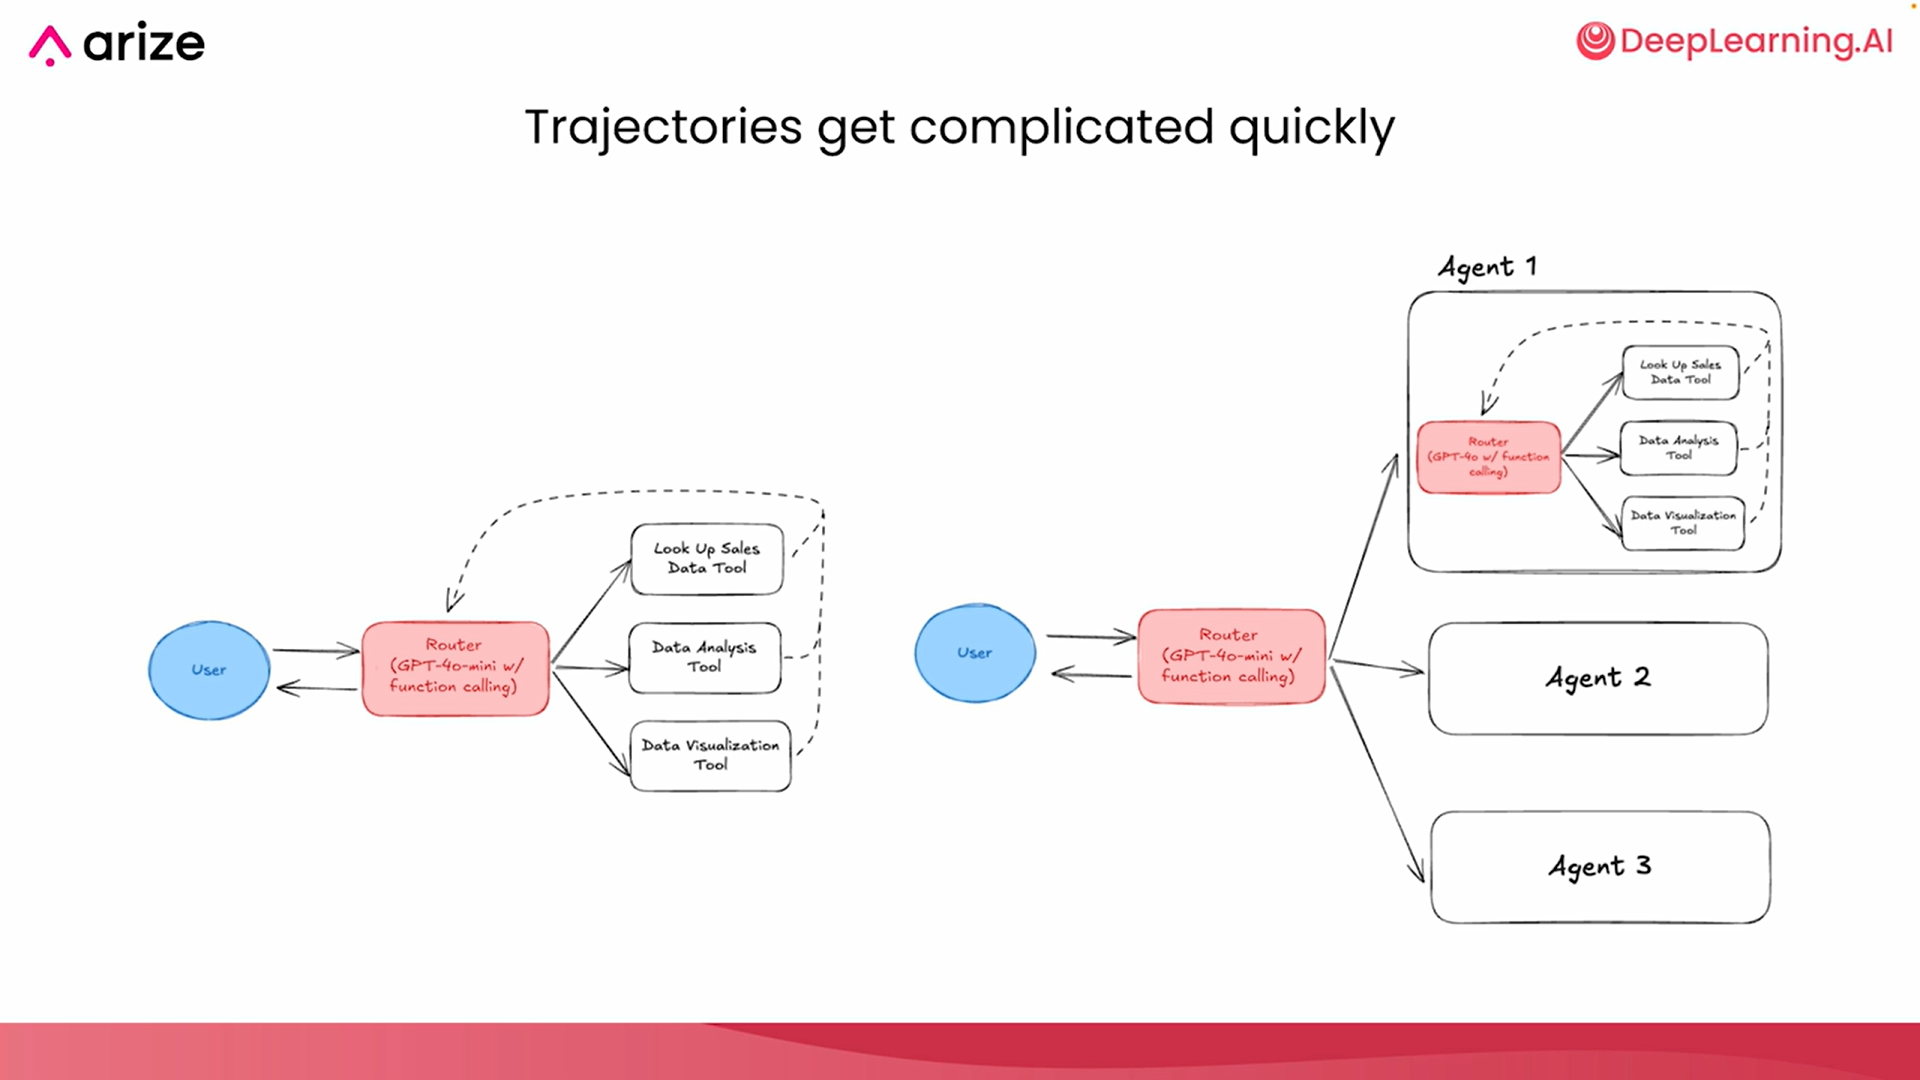 arize
DeepLearning.AI
Trajectories get complicated quickly
User
Router
(GPT-4o-mini w/
function calling)
Look Up Sales
Data Tool
Data Analysis
Tool
Data Visualization
Tool
User
Router
(GPT-4o-mini w/
function calling)
Agent 1
Router
(GPT-4o w/ function
calling)
Look Up Sales
Data Tool
Data Analysis
Tool
Data Visualization
Tool
Agent 2
Agent 3